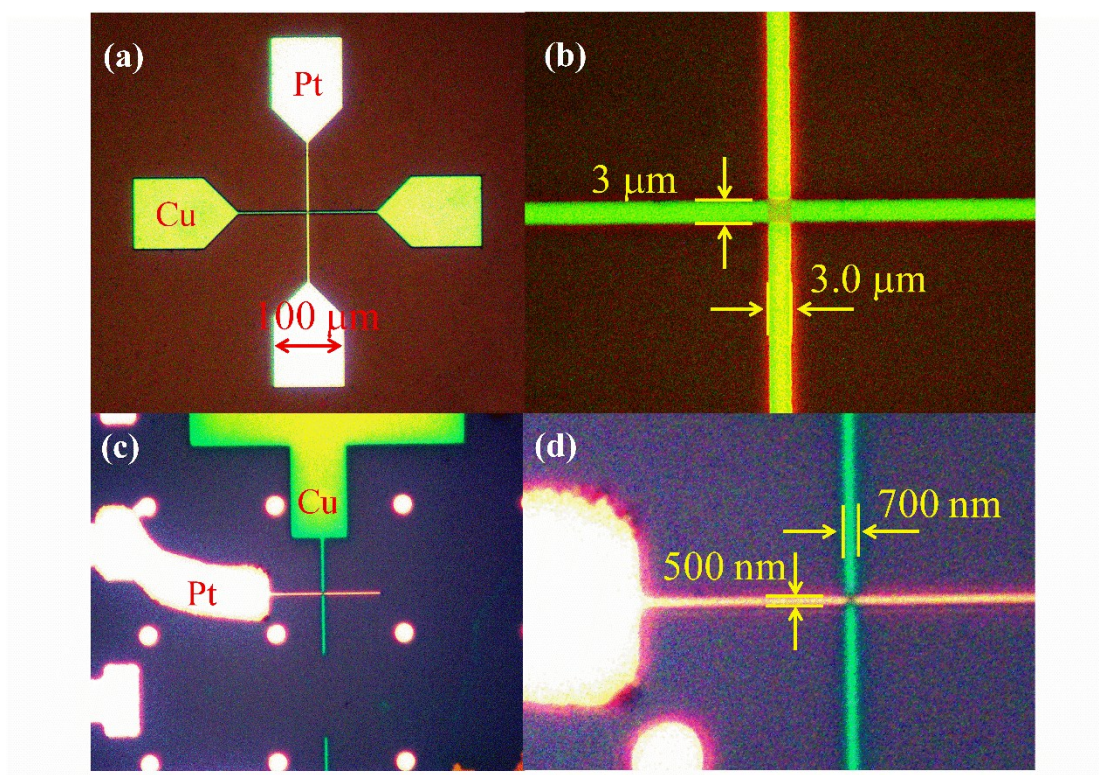 (a)
Pt
Cu
100 μm
(b)
3 μm
3.0 μm
(c)
Cu
Pt
(d)
700 nm
500 nm